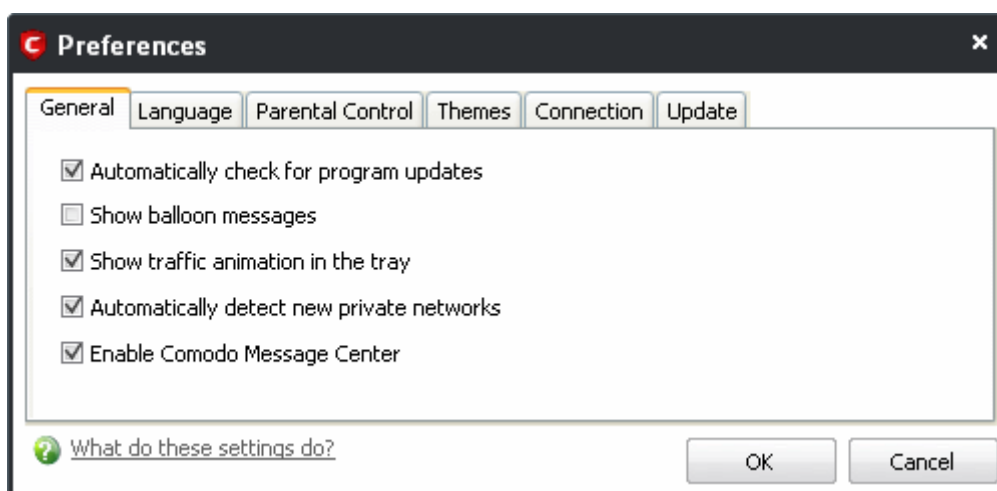 Preferences
General Language Parental Control Themes Connection Update
Automatically check for program updates
Show balloon messages
Show traffic animation in the tray
Automatically detect new private networks
Enable Comodo Message Center
What do these settings do?
OK Cancel